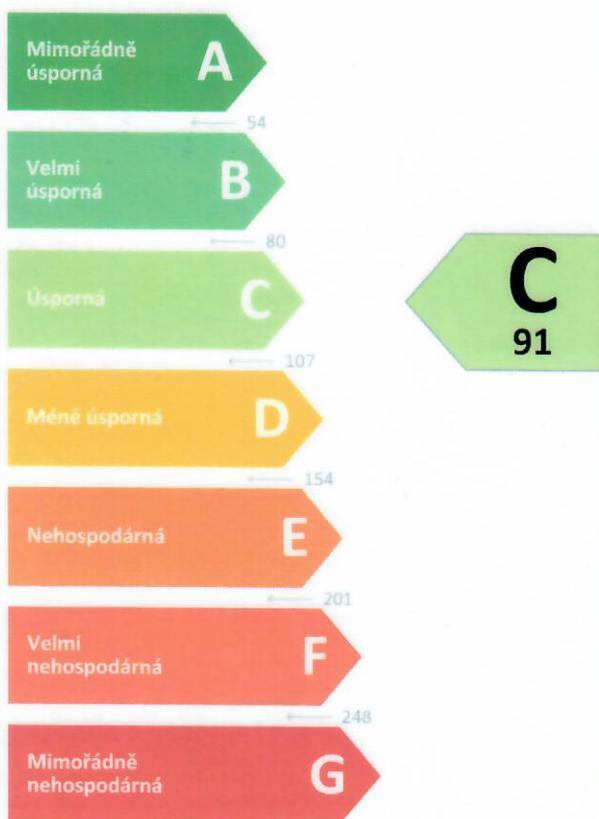 Mimořádně
úsporná
A
54
Velmi
úsporná
B
80
Úsporná
C
107
C
91
Méně úsporná
D
154
Nehospodárná
E
201
Velmi
nehospodárná
F
248
Mimořádně
nehospodárná
G